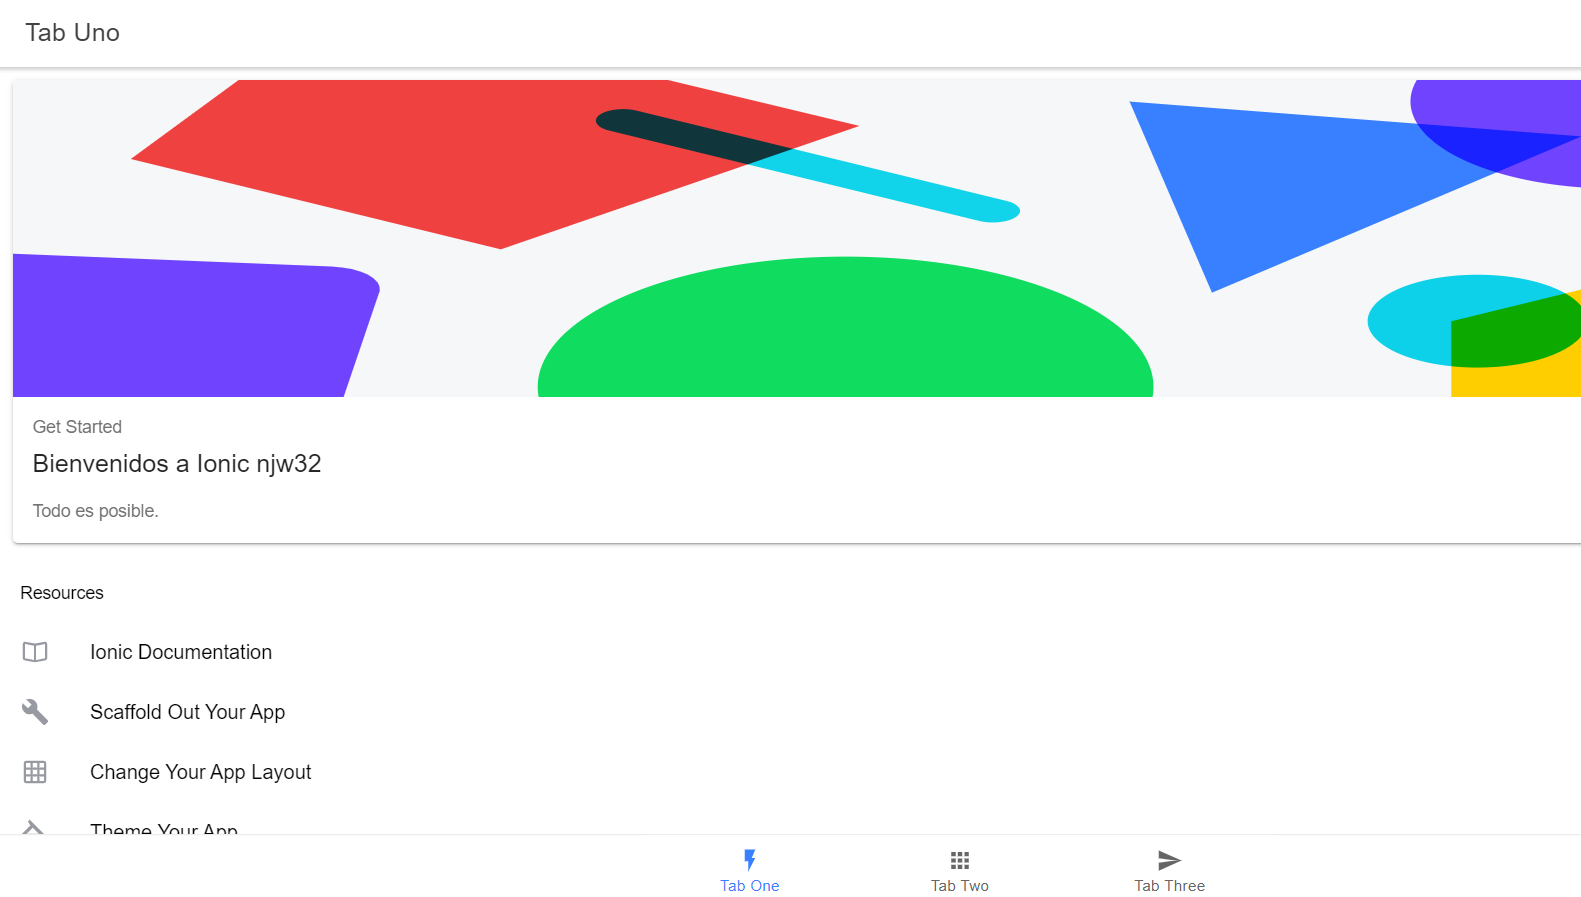 Tab Uno
Get Started
Bienvenidos a Ionic njw32
Todo es posible.
Resources
Ionic Documentation
Scaffold Out Your App
Change Your App Layout
Theme Your App
Tab One
Tab Two
Tab Three